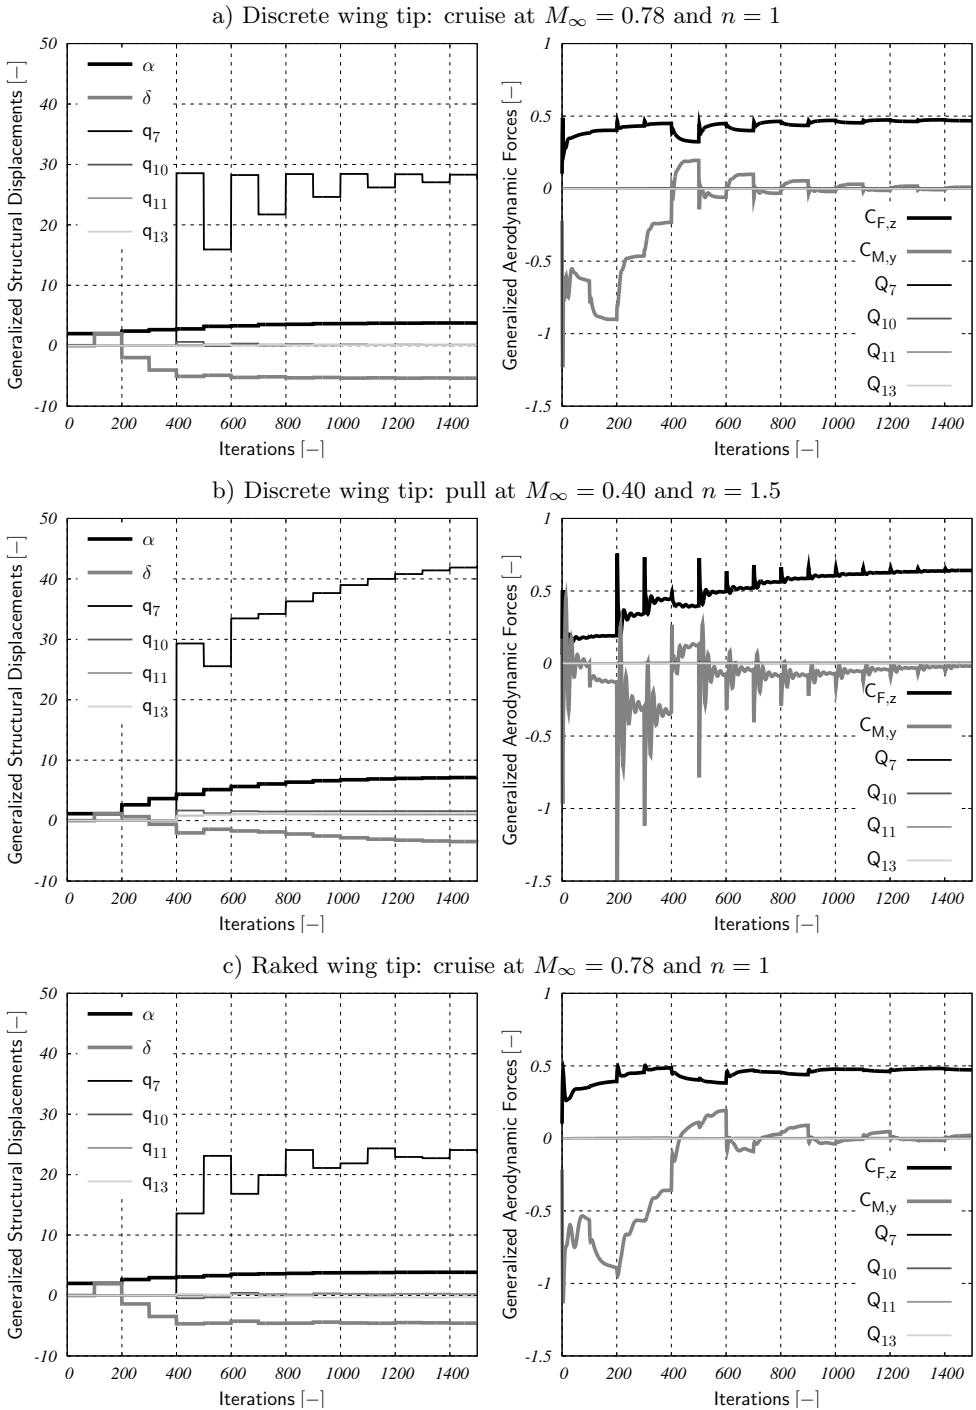 a) Discrete wing tip: cruise at M∞ = 0.78 and n = 1
Generalized Structural Displacements [−]
50
40
30
20
10
0
-10
α
δ
q7
q10
q11
q13
0 200 400 600 800 1000 1200 1400
Iterations [−]
Generalized Aerodynamic Forces [−]
1
0.5
0
-0.5
-1
-1.5
CF,z
CM,y
Q7
Q10
Q11
Q13
0 200 400 600 800 1000 1200 1400
Iterations [−]
b) Discrete wing tip: pull at M∞ = 0.40 and n = 1.5
Generalized Structural Displacements [−]
50
40
30
20
10
0
-10
α
δ
q7
q10
q11
q13
0 200 400 600 800 1000 1200 1400
Iterations [−]
Generalized Aerodynamic Forces [−]
1
0.5
0
-0.5
-1
-1.5
CF,z
CM,y
Q7
Q10
Q11
Q13
0 200 400 600 800 1000 1200 1400
Iterations [−]
c) Raked wing tip: cruise at M∞ = 0.78 and n = 1
Generalized Structural Displacements [−]
50
40
30
20
10
0
-10
α
δ
q7
q10
q11
q13
0 200 400 600 800 1000 1200 1400
Iterations [−]
Generalized Aerodynamic Forces [−]
1
0.5
0
-0.5
-1
-1.5
CF,z
CM,y
Q7
Q10
Q11
Q13
0 200 400 600 800 1000 1200 1400
Iterations [−]